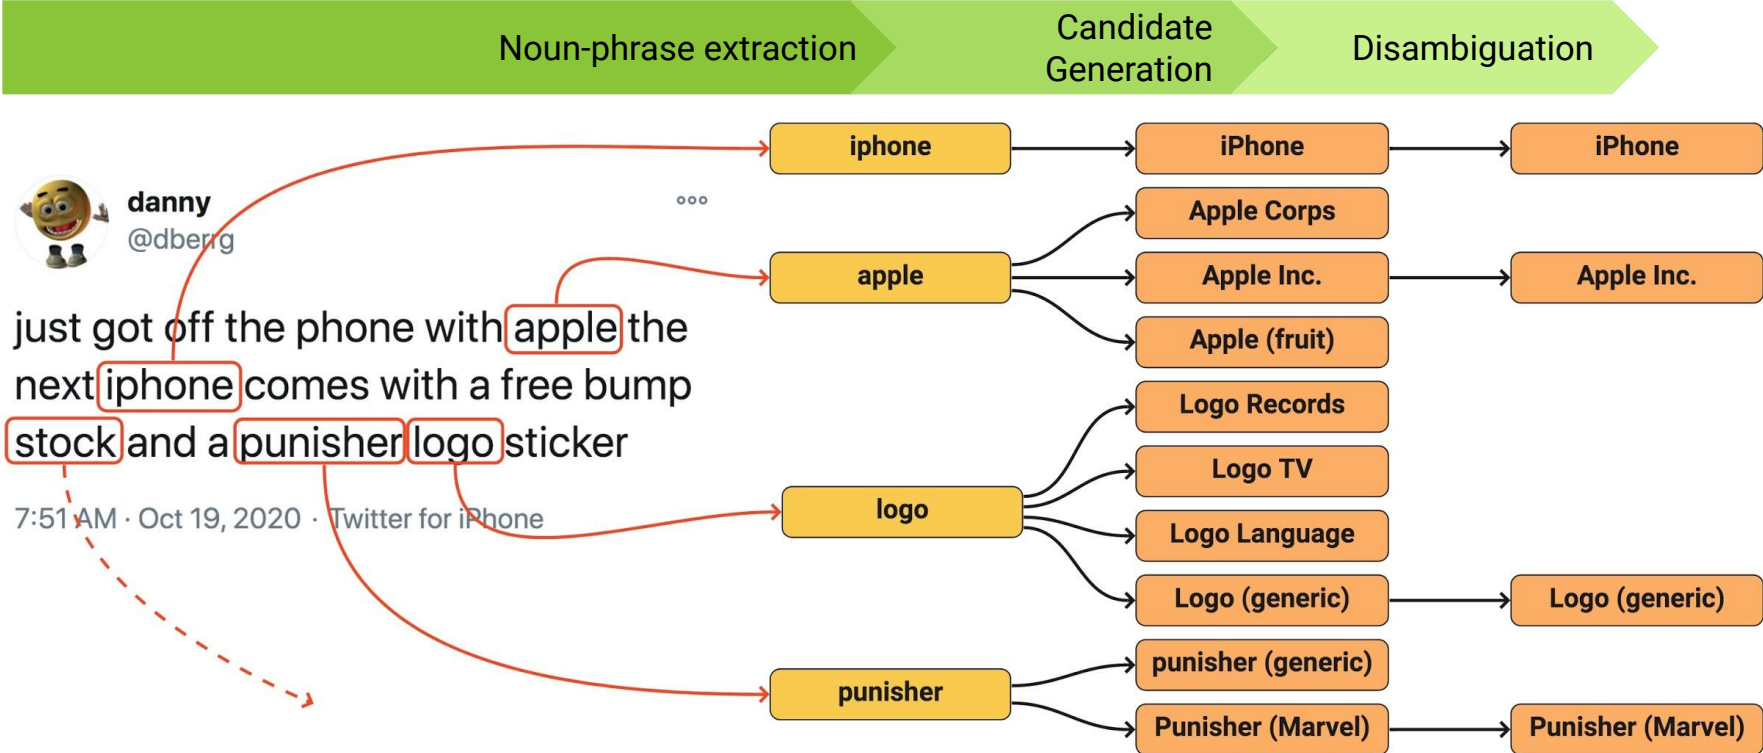 Noun-phrase extraction
Candidate
Generation
Disambiguation
danny
@dberrg
just got off the phone with apple the
next iphone comes with a free bump
stock and a punisher logo sticker
7:51 AM · Oct 19, 2020 · Twitter for iPhone
iphone
iPhone
iPhone
apple
Apple Corps
Apple Inc.
Apple (fruit)
Apple Inc.
logo
Logo Records
Logo TV
Logo Language
Logo (generic)
Logo (generic)
punisher
punisher (generic)
Punisher (Marvel)
Punisher (Marvel)